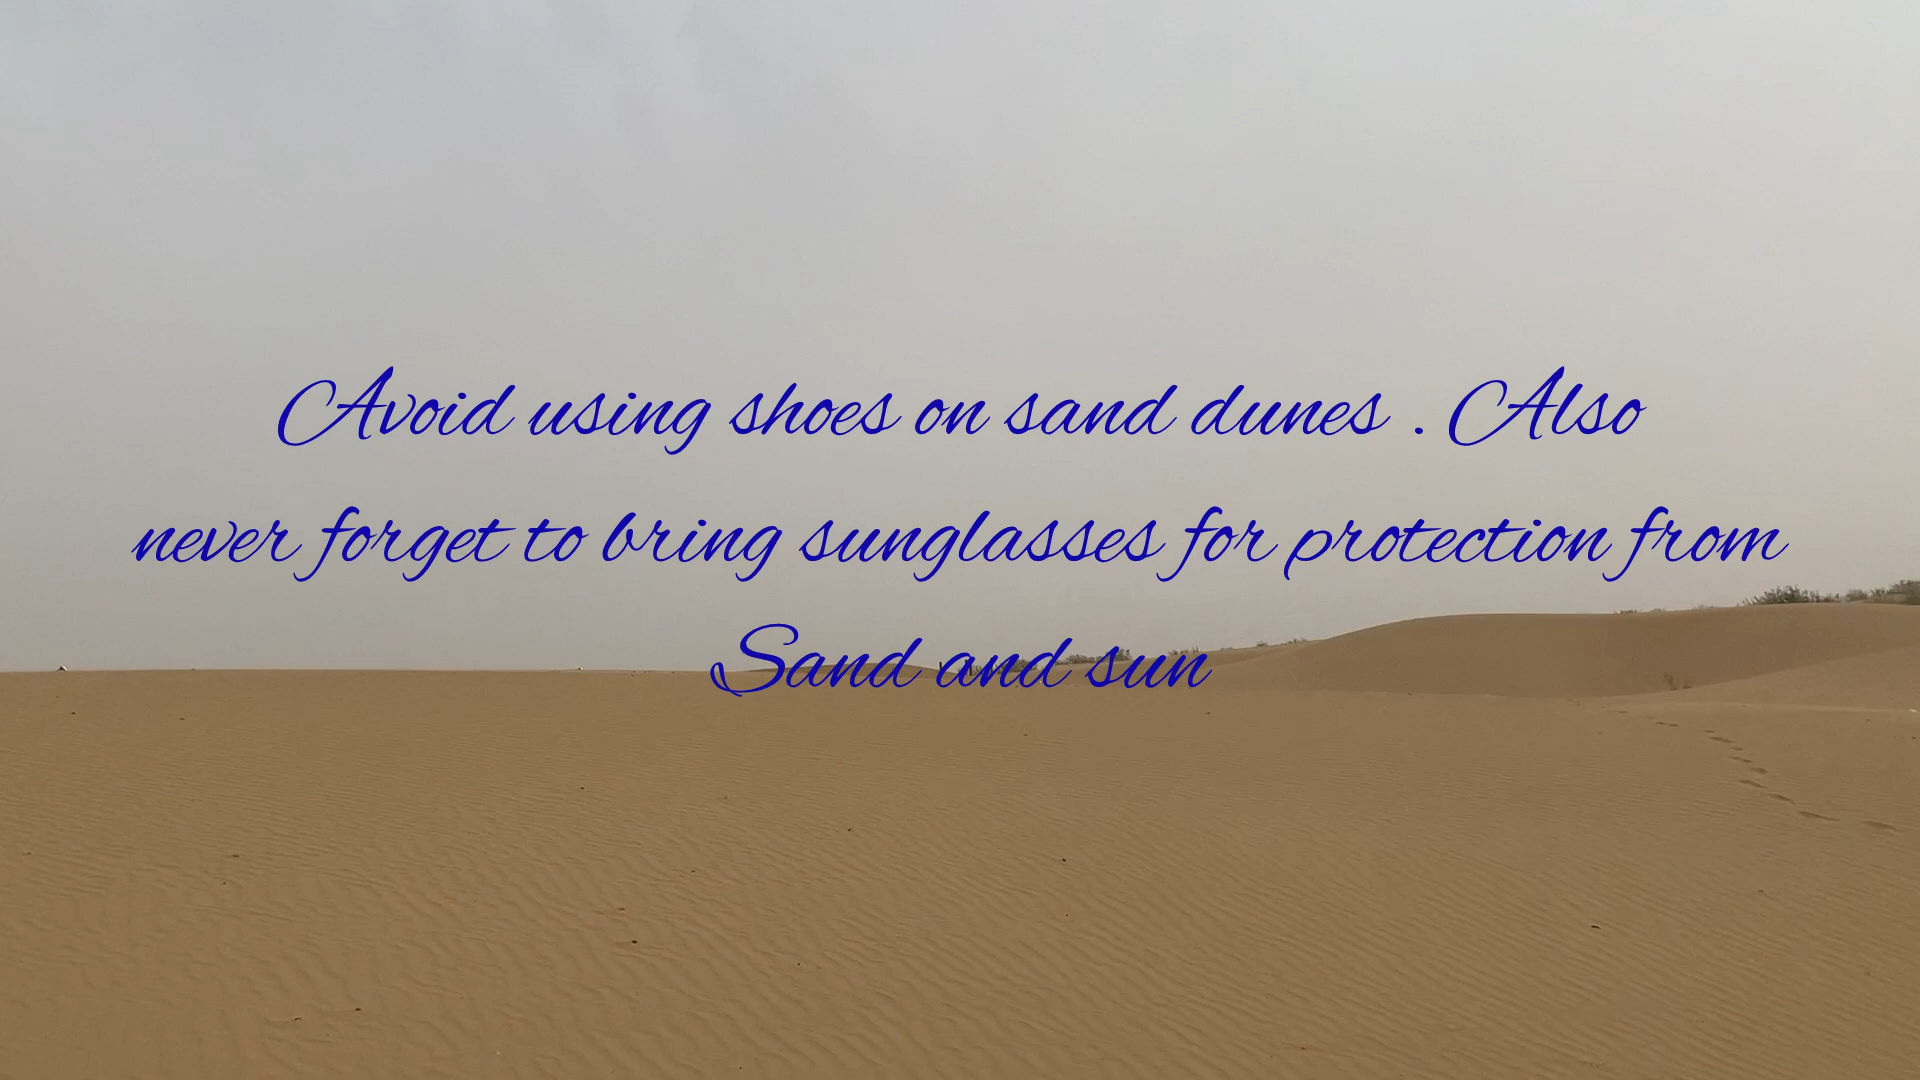 Avoid using shoes on sand dunes . Also
never forget to bring sunglasses for protection from
Sand and sun